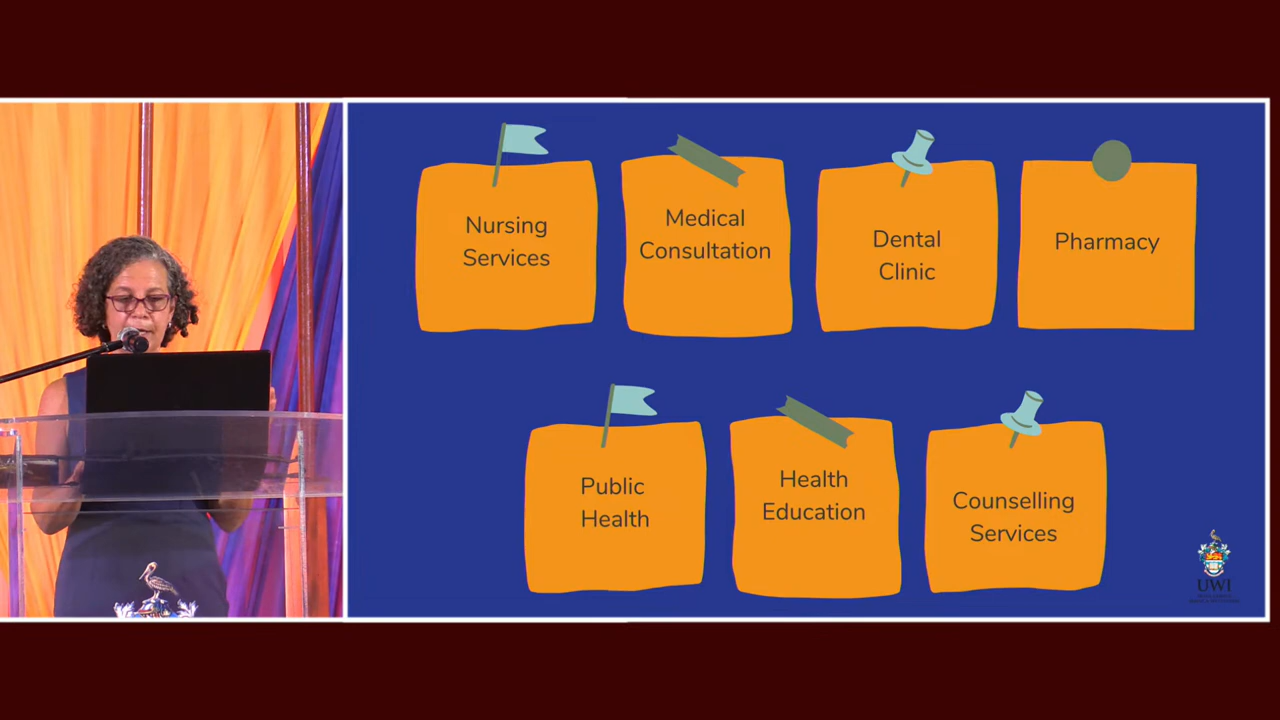 Nursing
Services
Medical
Consultation
Dental
Clinic
Pharmacy
Public
Health
Health
Education
Counselling
Services
UWI